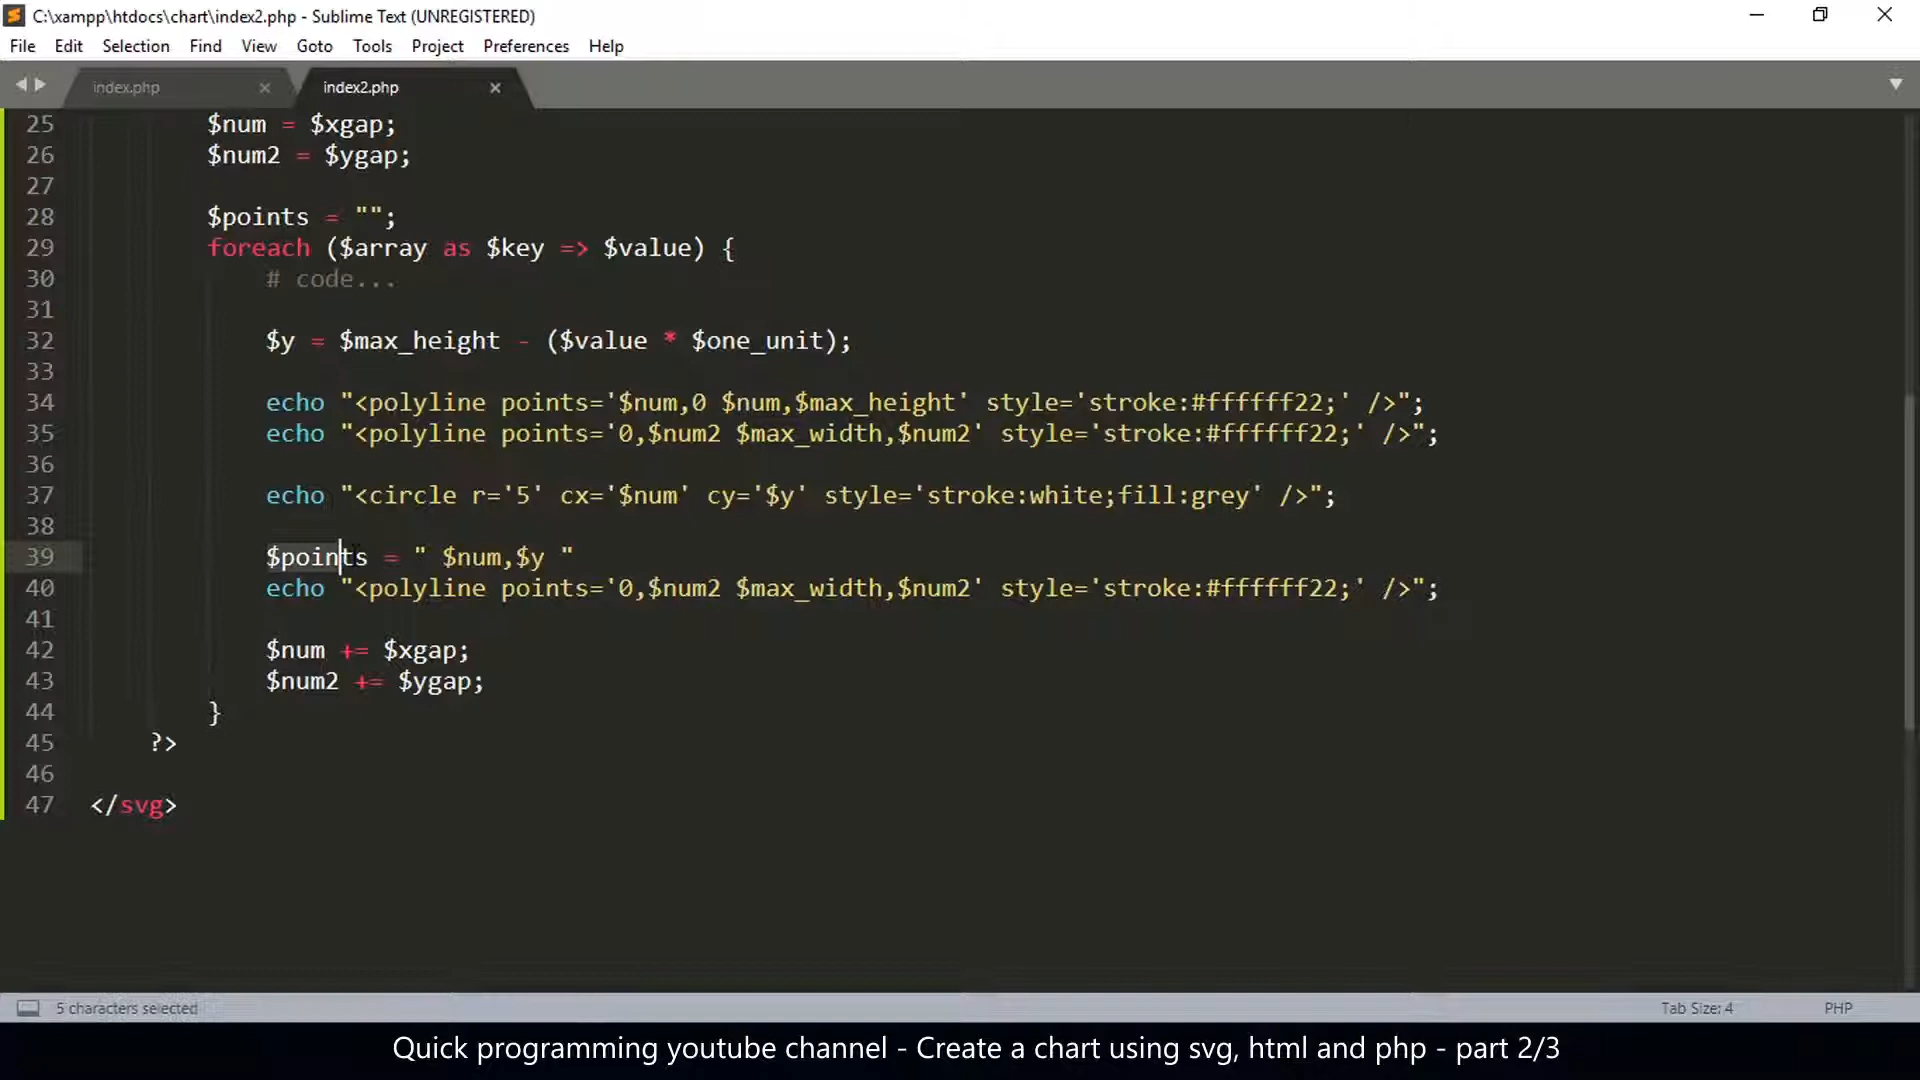 C:\xampp\htdocs\chart\index2.php - Sublime Text (UNREGISTERED)
File Edit Selection Find View Goto Tools Project Preferences Help
index.php index2.php
25 $num = $xgap;
26 $num2 = $ygap;
27
28 $points = "";
29 foreach ($array as $key => $value) {
30 # code...
31
32 $y = $max_height - ($value * $one_unit);
33
34 echo "<polyline points='$num,0 $num,$max_height' style='stroke:#ffffff22;' />";
35 echo "<polyline points='0,$num2 $max_width,$num2' style='stroke:#ffffff22;' />";
36
37 echo "<circle r='5' cx='$num' cy='$y' style='stroke:white;fill:grey' />";
38
39 $points = " $num,$y "
40 echo "<polyline points='0,$num2 $max_width,$num2' style='stroke:#ffffff22;' />";
41
42 $num += $xgap;
43 $num2 += $ygap;
44 }
45 ?>
46
47 </svg>
5 characters selected Tab Size: 4 PHP
Quick programming youtube channel - Create a chart using svg, html and php - part 2/3